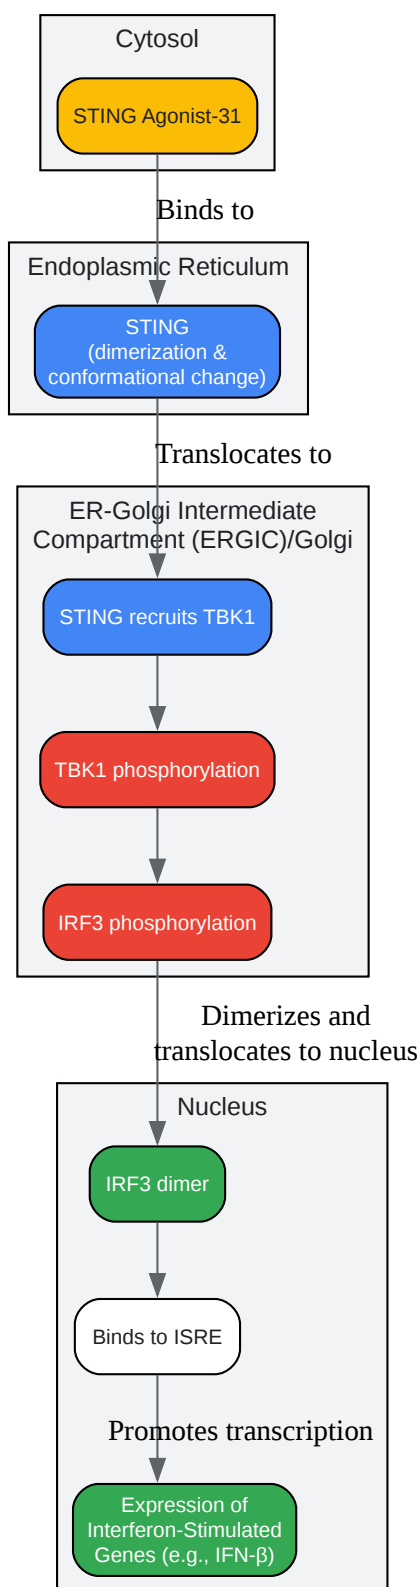 Cytosol
STING Agonist-31
Binds to
Endoplasmic Reticulum
STING
(dimerization &
conformational change)
Translocates to
ER-Golgi Intermediate
Compartment (ERGIC)/Golgi
STING recruits TBK1
TBK1 phosphorylation
IRF3 phosphorylation
Dimerizes and
translocates to nucleus
Nucleus
IRF3 dimer
Binds to ISRE
Promotes transcription
Expression of
Interferon-Stimulated
Genes (e.g., IFN-β)